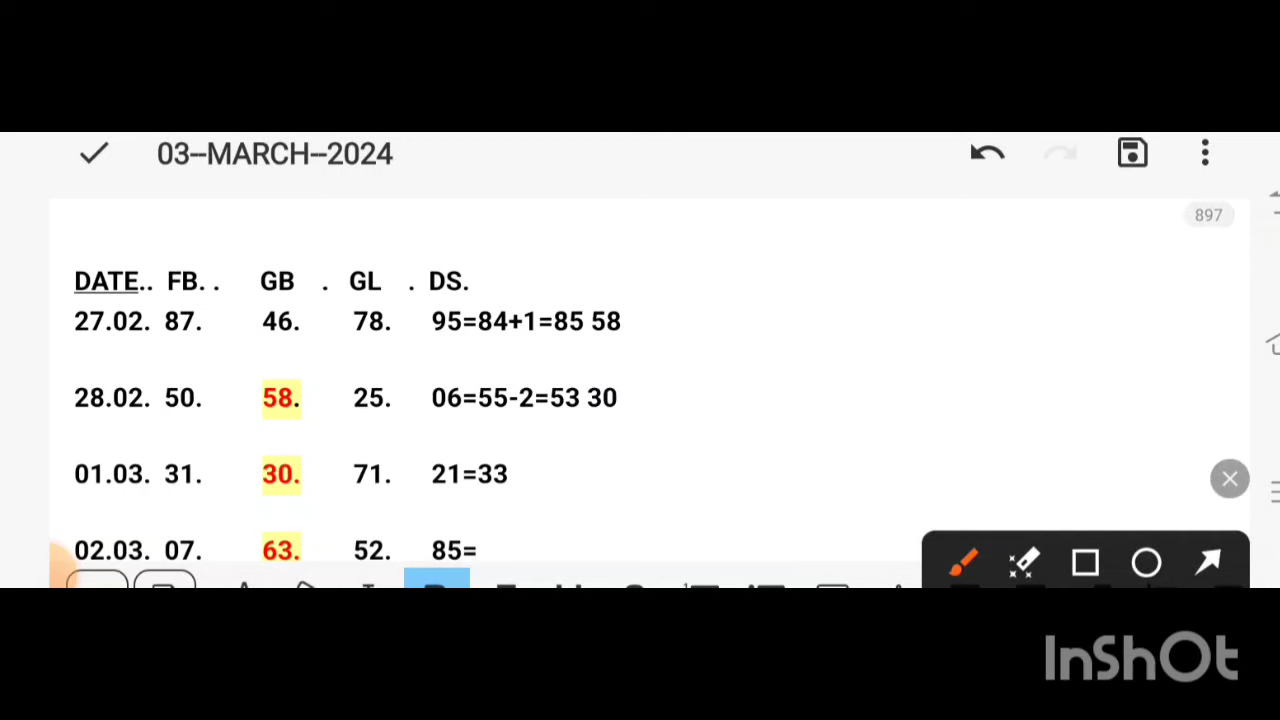 03--MARCH--2024
897
DATE.. FB. . GB . GL . DS.
27.02. 87. 46. 78. 95=84+1=85 58
28.02. 50. 58. 25. 06=55-2=53 30
01.03. 31. 30. 71. 21=33
02.03. 07. 63. 52. 85=
InShOt